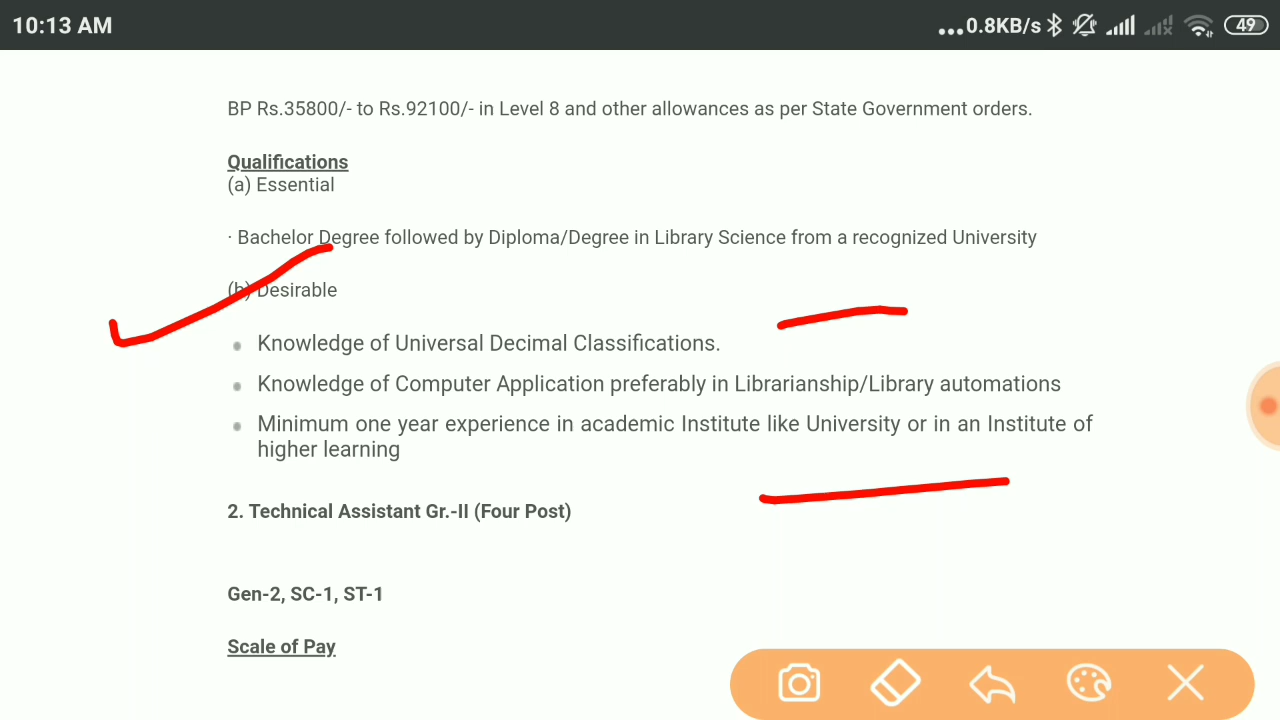 10:13 AM
...0.8KB/s
49
BP Rs.35800/- to Rs.92100/- in Level 8 and other allowances as per State Government orders.
Qualifications
(a) Essential
· Bachelor Degree followed by Diploma/Degree in Library Science from a recognized University
(b) Desirable
Knowledge of Universal Decimal Classifications.
Knowledge of Computer Application preferably in Librarianship/Library automations
Minimum one year experience in academic Institute like University or in an Institute of
higher learning
2. Technical Assistant Gr.-II (Four Post)
Gen-2, SC-1, ST-1
Scale of Pay